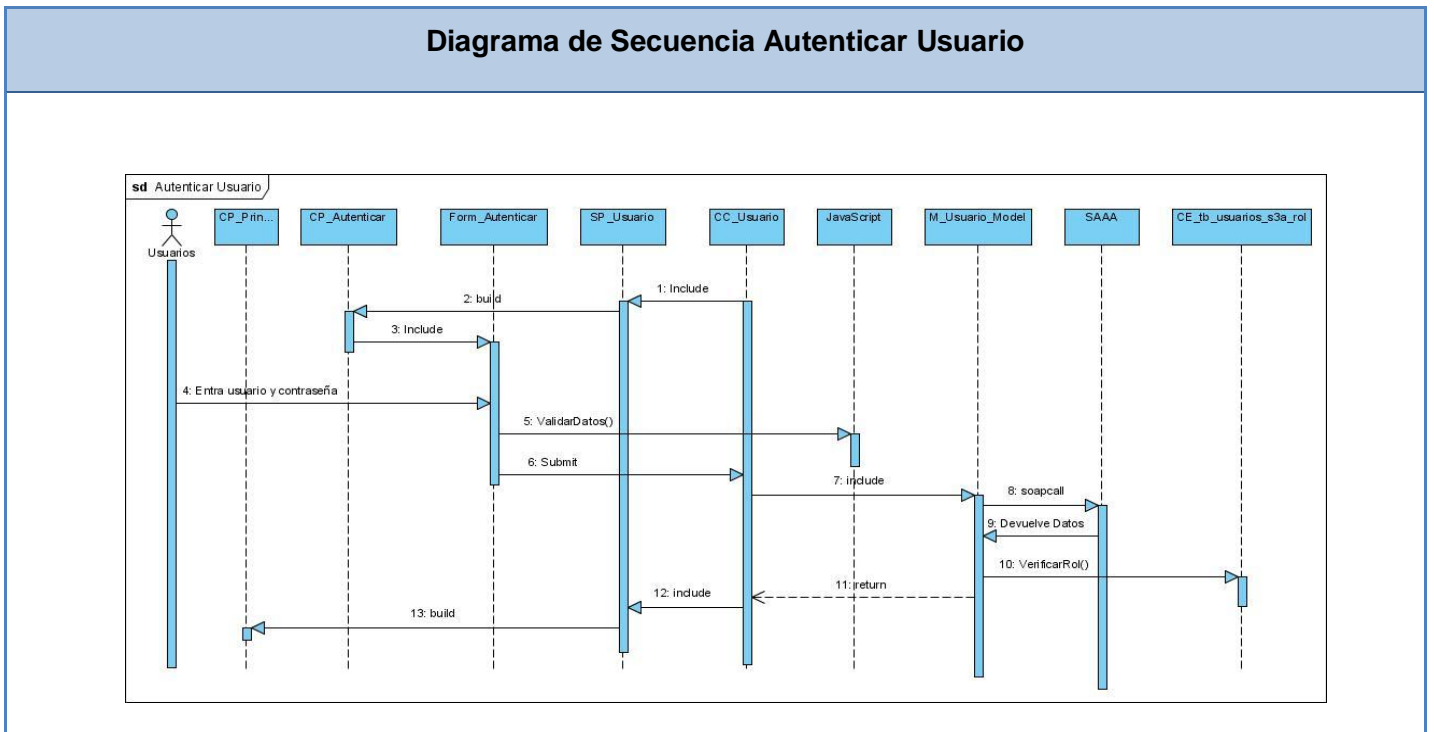 Diagrama de Secuencia Autenticar Usuario
sd Autenticar Usuario
Usuarios
CP_Prin...
CP_Autenticar
Form_Autenticar
SP_Usuario
CC_Usuario
JavaScript
M_Usuario_Model
SAAA
CE_tb_usuarios_s3a_rol
1: Include
2: build
3: Include
4: Entra usuario y contraseña
5: ValidarDatos()
6: Submit
7: include
8: soapcall
9: Devuelve Datos
10: VerificarRol()
11: return
12: include
13: build